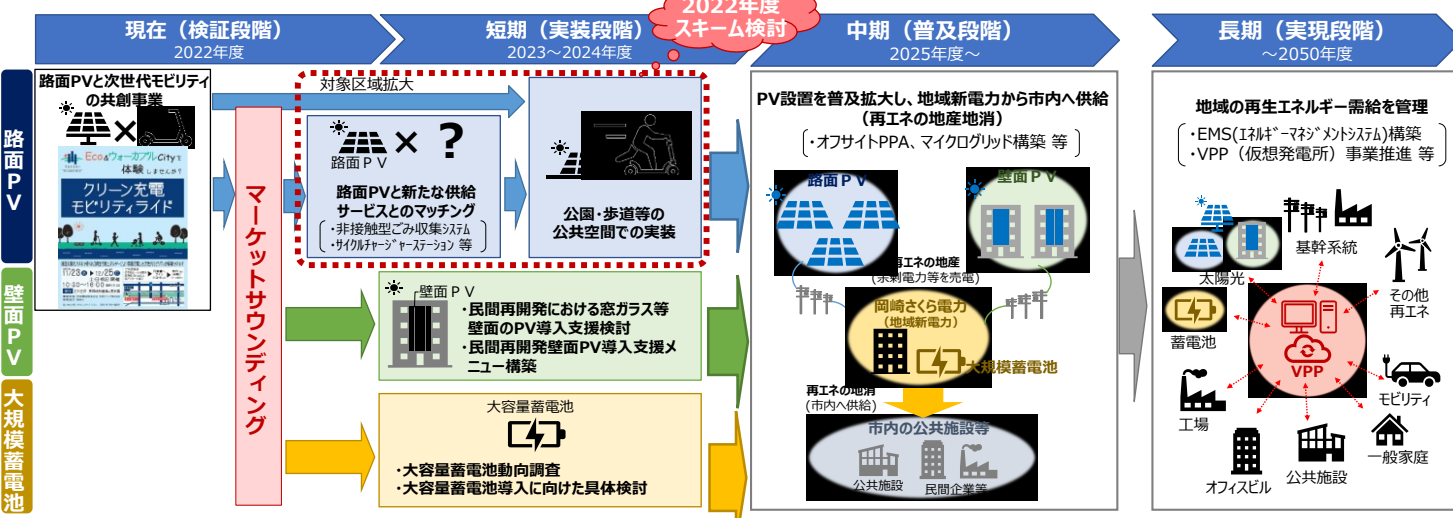 2022年度
スキーム検討
現在（検証段階）
2022年度
短期（実装段階）
2023～2024年度
中期（普及段階）
2025年度～
長期（実現段階）
～2050年度
路面PV
壁面PV
大規模蓄電池
路面PVと次世代モビリティ
の共創事業
×
Eco&ウォーカブルCityを
体験しませんか？
クリーン充電
モビリティライド
マーケットサウンディング
対象区域拡大
× ?
路面ＰＶ
路面PVと新たな供給
サービスとのマッチング
・非接触型ごみ収集システム
・サイクルチャージャーステーション 等
公園・歩道等の
公共空間での実装
壁面ＰＶ
・民間再開発における窓ガラス等
壁面のPV導入支援検討
・民間再開発壁面PV導入支援メ
ニュー構築
大容量蓄電池
・大容量蓄電池動向調査
・大容量蓄電池導入に向けた具体検討
PV設置を普及拡大し、地域新電力から市内へ供給
（再エネの地産地消）
・オフサイトPPA、マイクログリッド構築 等
路面ＰＶ
壁面ＰＶ
再エネの地産
(余剰電力等を売電)
岡崎さくら電力
(地域新電力)
大規模蓄電池
再エネの地消
(市内へ供給)
市内の公共施設等
公共施設
民間企業等
地域の再生エネルギー需給を管理
・EMS(ｴﾈﾙｷﾞｰﾏﾈｼﾞﾒﾝﾄｼｽﾃﾑ)構築
・VPP（仮想発電所）事業推進 等
基幹系統
太陽光
その他
再エネ
蓄電池
VPP
モビリティ
工場
一般家庭
公共施設
オフィスビル